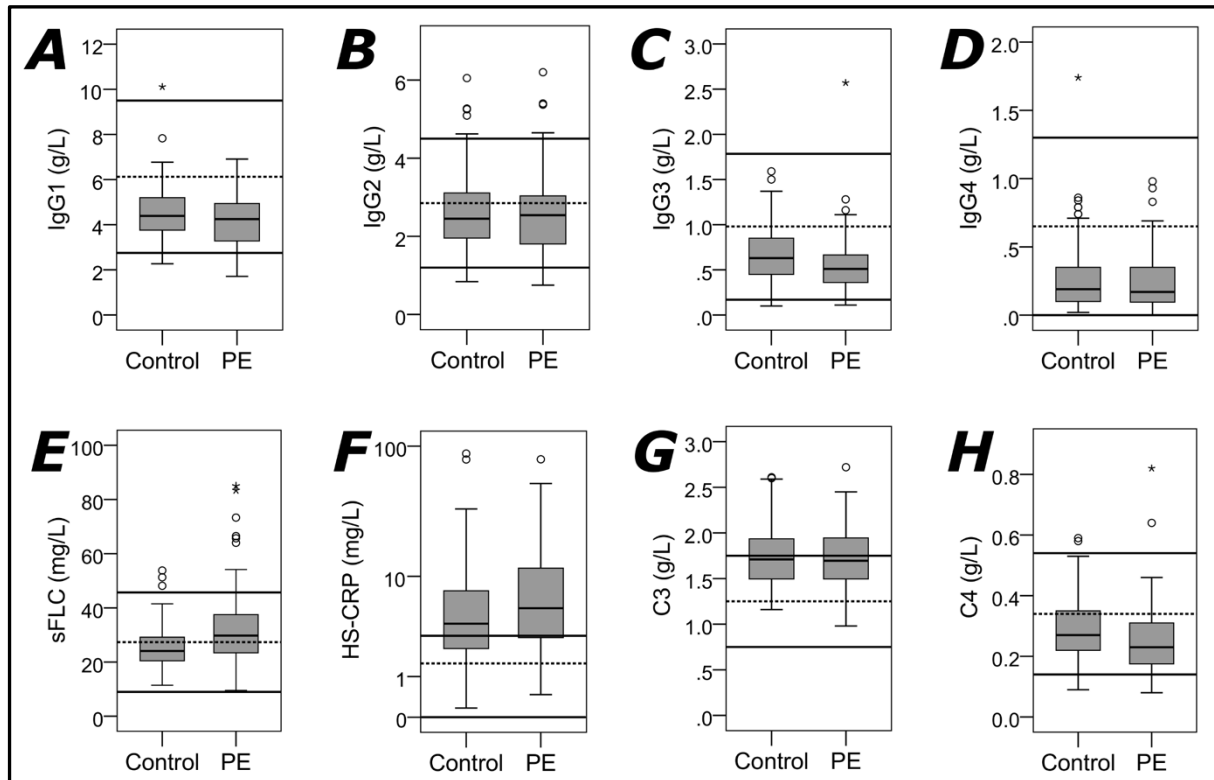 A
IgG1 (g/L)
12
10
8
6
4
2
0
Control PE
B
IgG2 (g/L)
6
4
2
0
Control PE
C
IgG3 (g/L)
3.0
2.5
2.0
1.5
1.0
.5
.0
Control PE
D
IgG4 (g/L)
2.0
1.5
1.0
.5
.0
Control PE
E
sFLC (mg/L)
100
80
60
40
20
0
Control PE
F
HS-CRP (mg/L)
100
10
1
0
Control PE
G
C3 (g/L)
3.0
2.5
2.0
1.5
1.0
.5
.0
Control PE
H
C4 (g/L)
0.8
0.6
0.4
0.2
0.0
Control PE